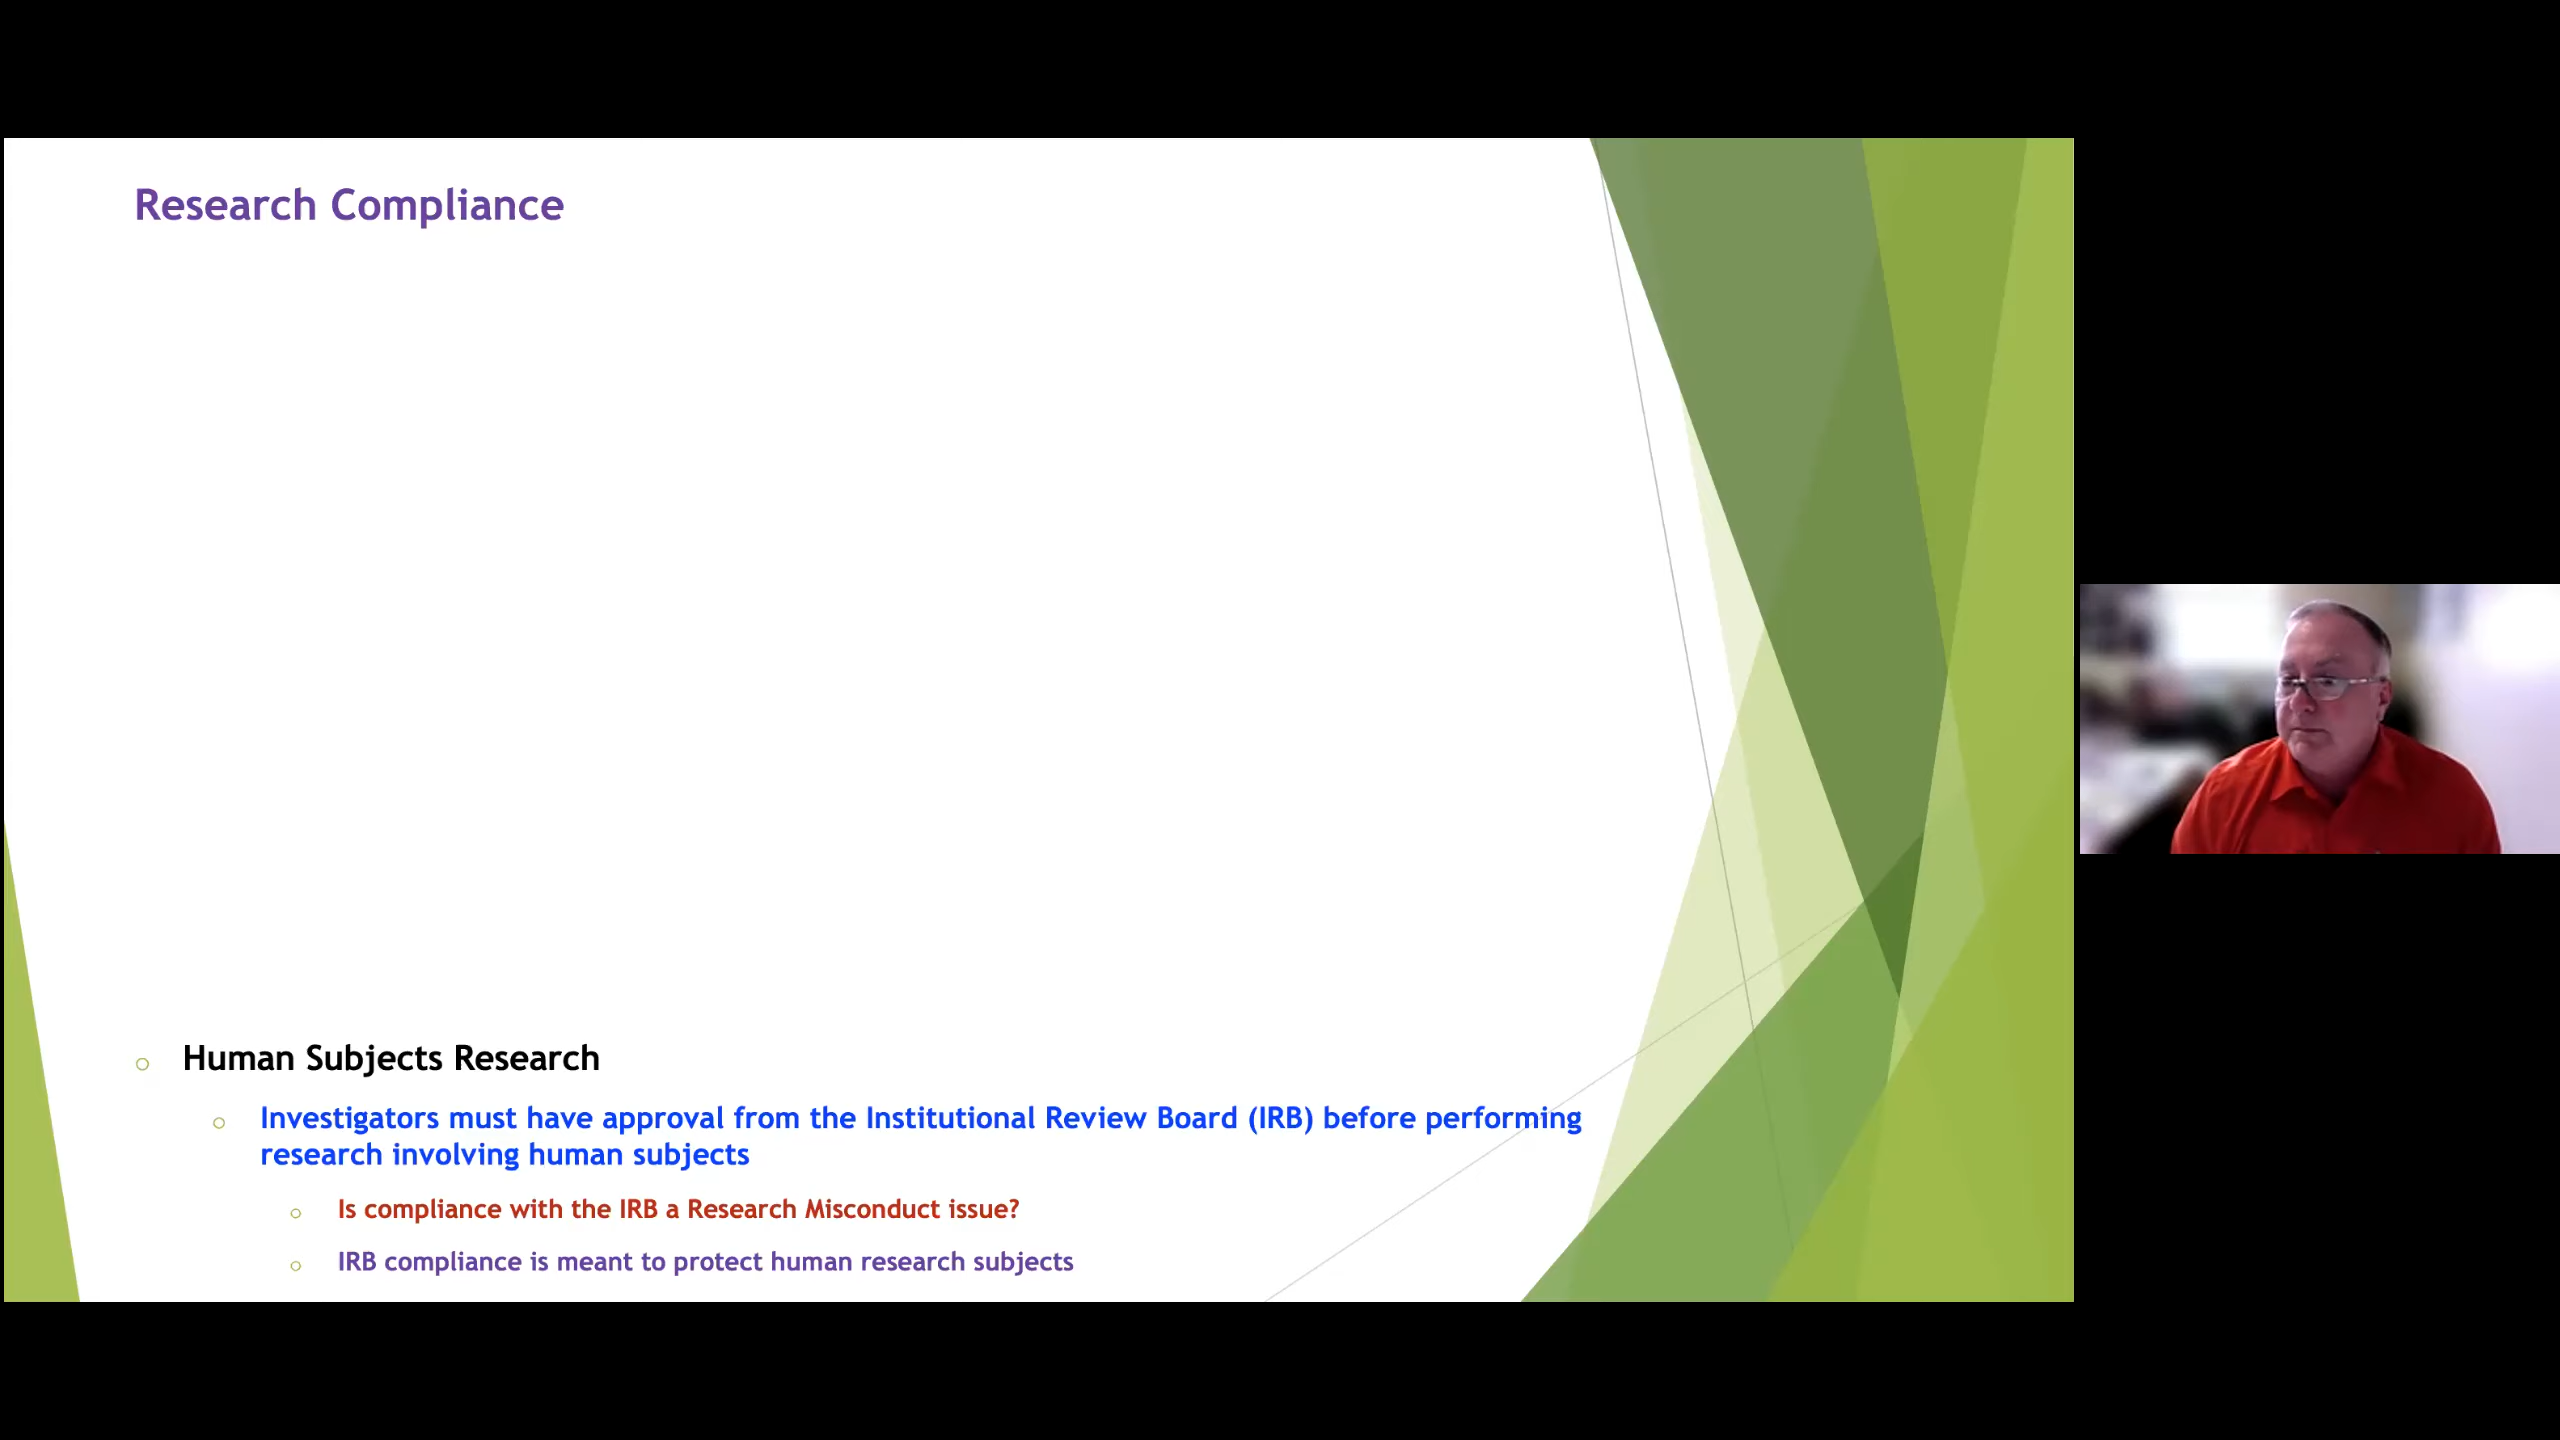 Research Compliance
Human Subjects Research
Investigators must have approval from the Institutional Review Board (IRB) before performing
research involving human subjects
Is compliance with the IRB a Research Misconduct issue?
IRB compliance is meant to protect human research subjects